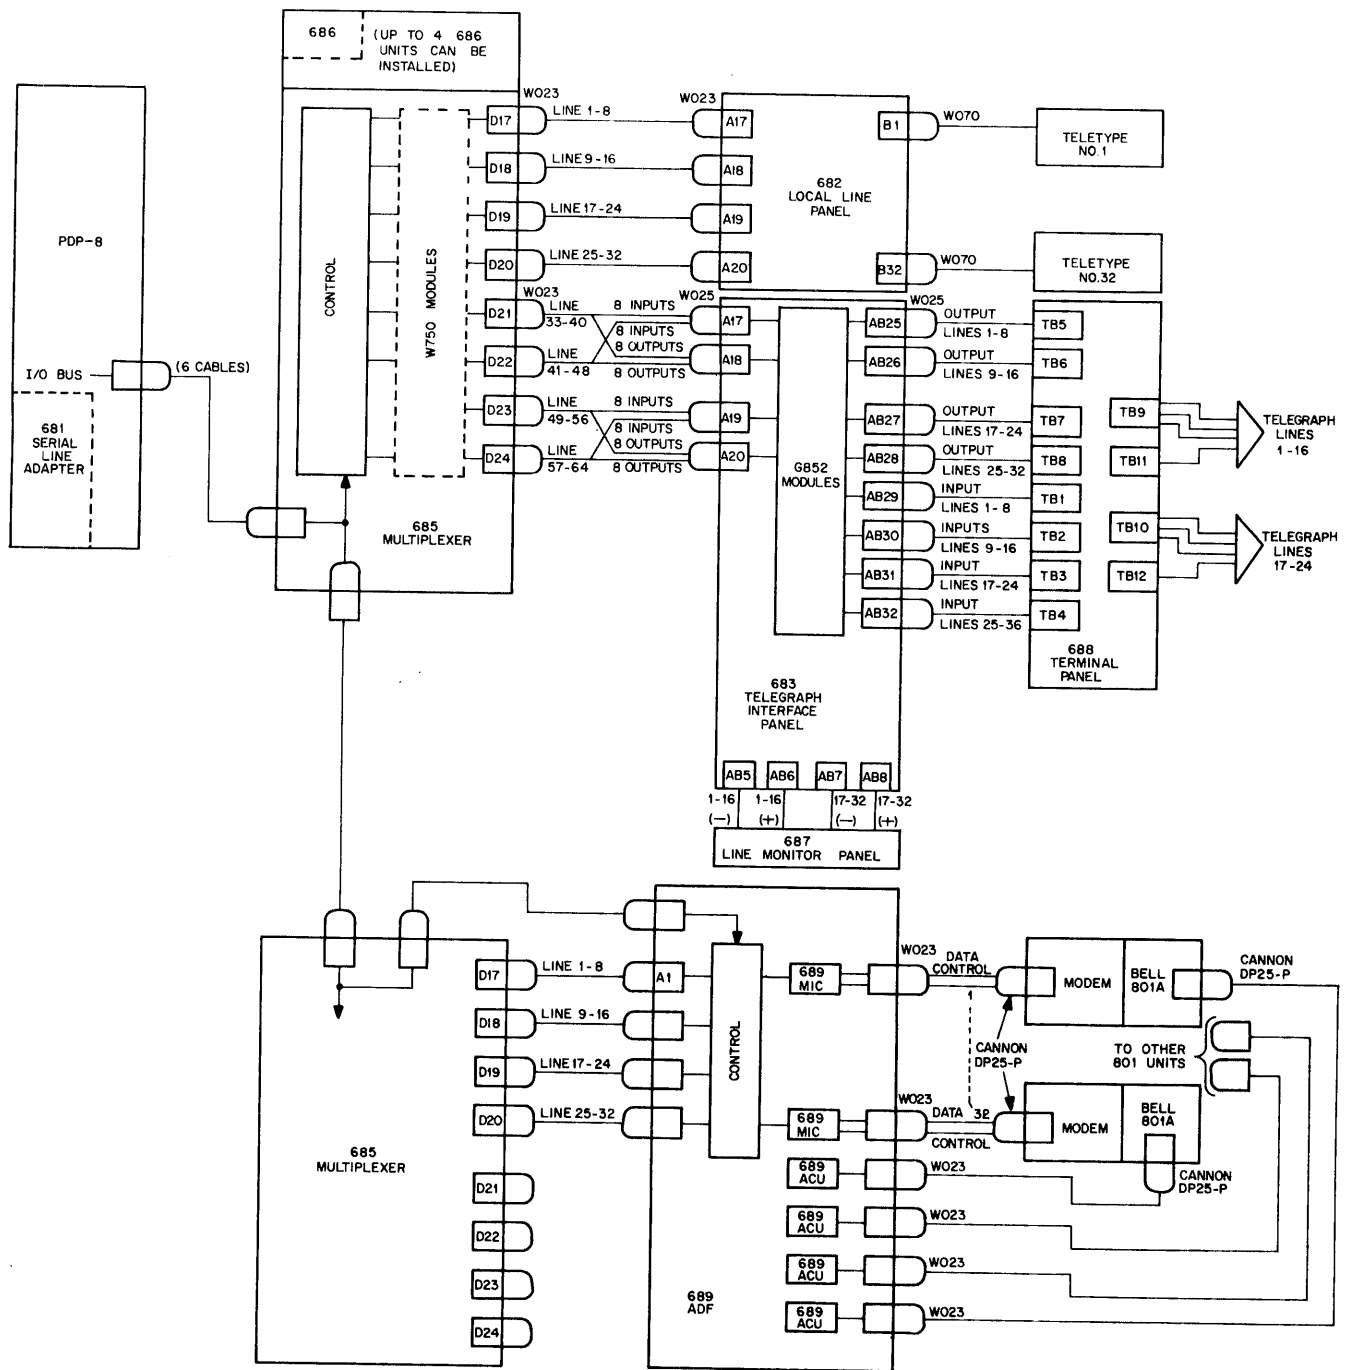 686
(UP TO 4 686
UNITS CAN BE
INSTALLED)
PDP-8
I/O BUS
(6 CABLES)
681
SERIAL
LINE
ADAPTER
CONTROL
W750 MODULES
685
MULTIPLEXER
W023
D17
LINE 1-8
D18
LINE 9-16
D19
LINE 17-24
D20
LINE 25-32
W023
D21
LINE
33-40
D22
LINE
41-48
D23
LINE
49-56
D24
LINE
57-64
8 INPUTS
8 INPUTS
8 OUTPUTS
8 OUTPUTS
8 INPUTS
8 INPUTS
8 OUTPUTS
8 OUTPUTS
W023
A17
A18
A19
A20
682
LOCAL LINE
PANEL
B1
W070
TELETYPE
NO.1
B32
W070
TELETYPE
NO.32
W025
A17
A18
A19
A20
G852
MODULES
683
TELEGRAPH
INTERFACE
PANEL
W025
AB25
OUTPUT
LINES 1-8
TB5
AB26
OUTPUT
LINES 9-16
TB6
AB27
OUTPUT
LINES 17-24
TB7
AB28
OUTPUT
LINES 25-32
TB8
AB29
INPUT
LINES 1-8
TB1
AB30
INPUTS
LINES 9-16
TB2
AB31
INPUT
LINES 17-24
TB3
AB32
INPUT
LINES 25-36
TB4
TB9
TB11
TELEGRAPH
LINES
1-16
TB10
TB12
TELEGRAPH
LINES
17-24
688
TERMINAL
PANEL
AB5
AB6
AB7
AB8
1-16
(—)
1-16
(+)
17-32
(—)
17-32
(+)
687
LINE MONITOR PANEL
D17
LINE 1-8
D18
LINE 9-16
D19
LINE 17-24
D20
LINE 25-32
D21
D22
D23
D24
685
MULTIPLEXER
A1
CONTROL
689
ADF
689
MIC
W023
DATA
CONTROL
MODEM
BELL
801A
CANNON
DP25-P
CANNON
DP25-P
TO OTHER
801 UNITS
689
MIC
W023
DATA 32
CONTROL
MODEM
BELL
801A
CANNON
DP25-P
689
ACU
W023
689
ACU
W023
689
ACU
W023
689
ACU
W023